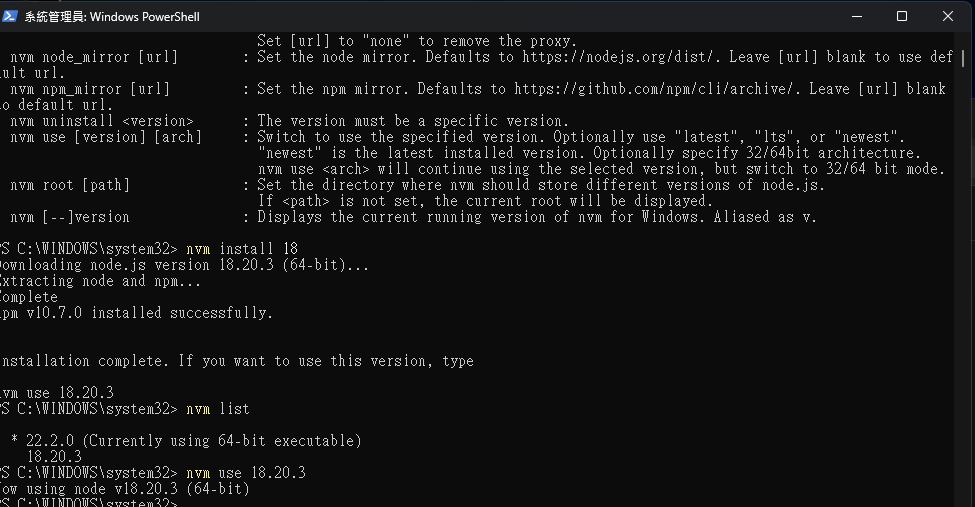 系統管理員: Windows PowerShell
Set [url] to "none" to remove the proxy.
nvm node_mirror [url] : Set the node mirror. Defaults to https://nodejs.org/dist/. Leave [url] blank to use def
ult url.
nvm npm_mirror [url] : Set the npm mirror. Defaults to https://github.com/npm/cli/archive/. Leave [url] blank
o default url.
nvm uninstall <version> : The version must be a specific version.
nvm use [version] [arch] : Switch to use the specified version. Optionally use "latest", "lts", or "newest".
"newest" is the latest installed version. Optionally specify 32/64bit architecture.
nvm use <arch> will continue using the selected version, but switch to 32/64 bit mode.
nvm root [path] : Set the directory where nvm should store different versions of node.js.
If <path> is not set, the current root will be displayed.
nvm [--]version : Displays the current running version of nvm for Windows. Aliased as v.
PS C:\WINDOWS\system32> nvm install 18
Downloading node.js version 18.20.3 (64-bit)...
Extracting node and npm...
Complete
npm v10.7.0 installed successfully.
Installation complete. If you want to use this version, type
nvm use 18.20.3
PS C:\WINDOWS\system32> nvm list
* 22.2.0 (Currently using 64-bit executable)
18.20.3
PS C:\WINDOWS\system32> nvm use 18.20.3
Now using node v18.20.3 (64-bit)
PS C:\WINDOWS\system32>